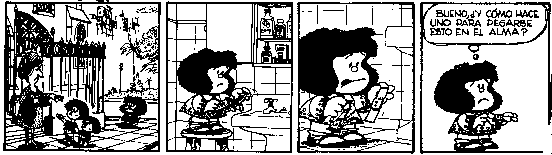 BUENO,¿Y CÓMO HACE
UNO PARA PEGARSE
ESTO EN EL ALMA?